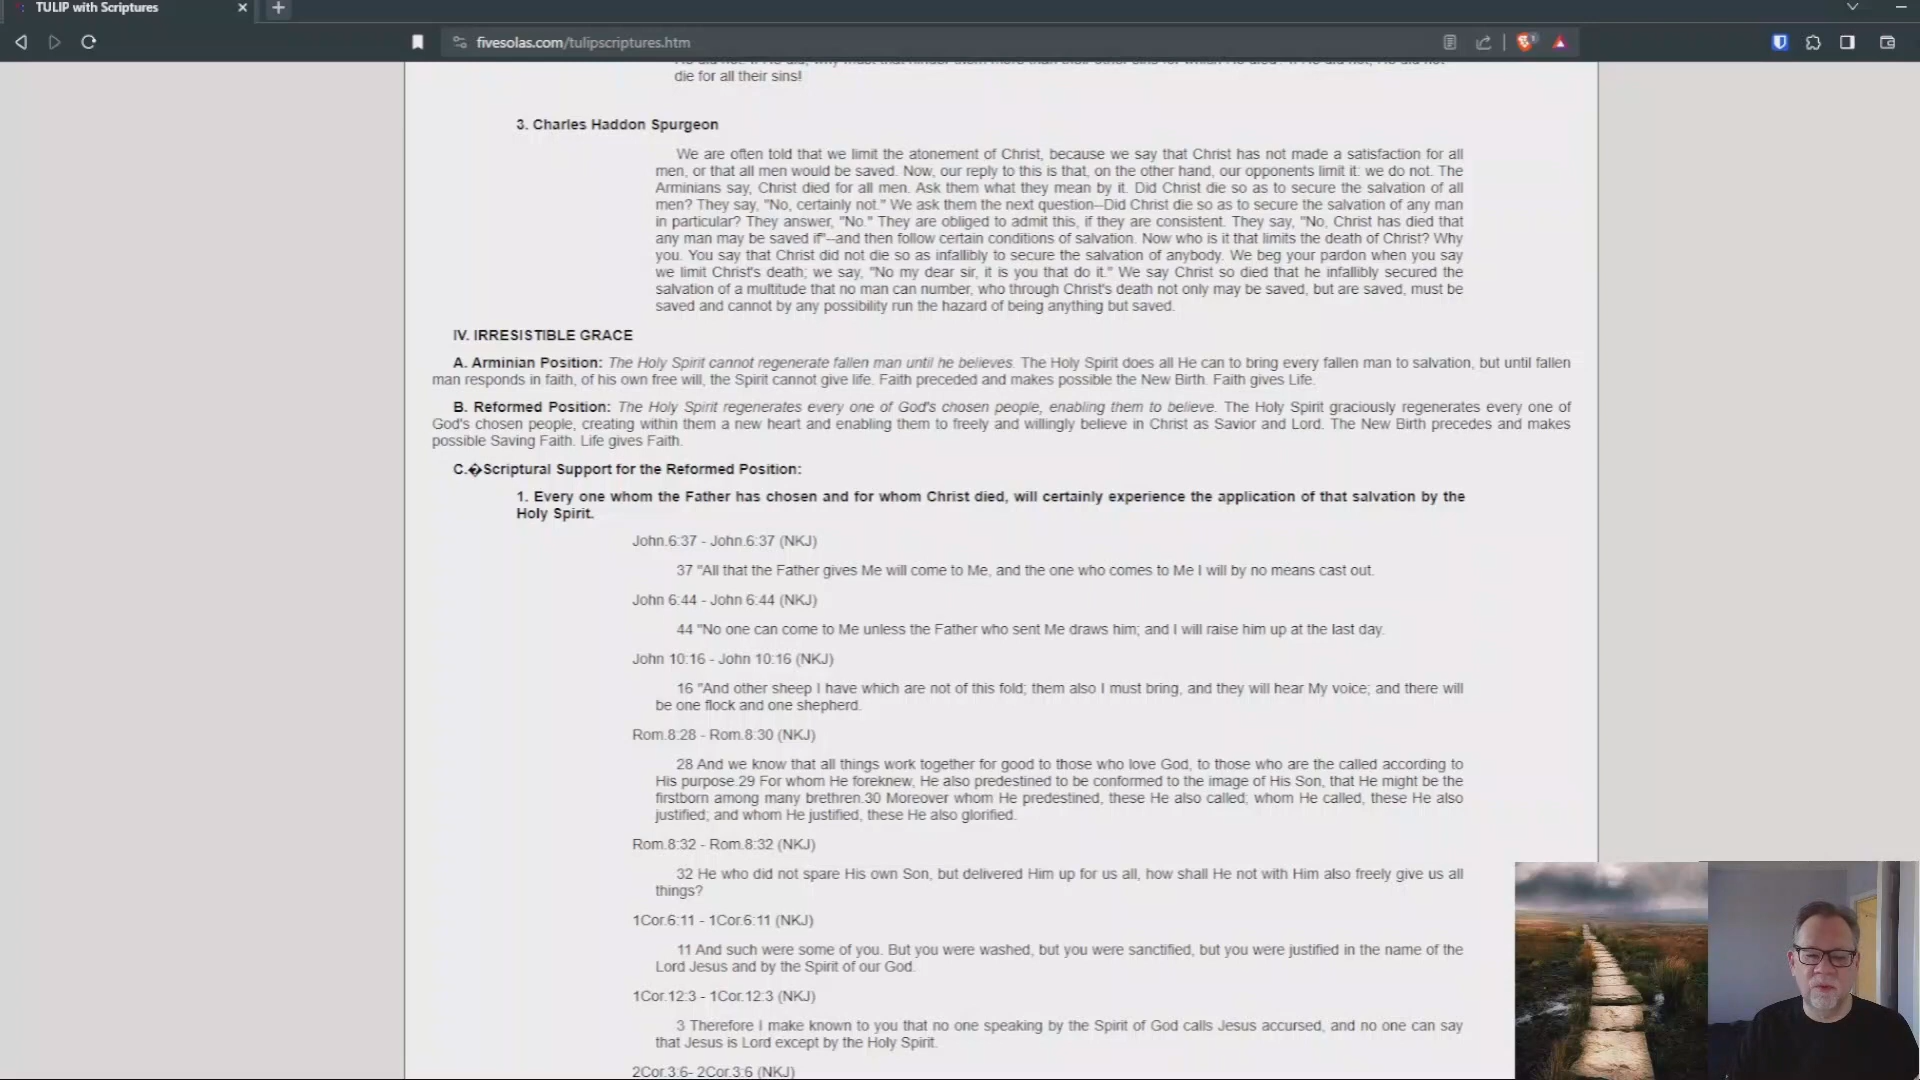 TULIP with Scriptures
fivesolas.com/tulipscriptures.htm
die for all their sins!
3. Charles Haddon Spurgeon
We are often told that we limit the atonement of Christ, because we say that Christ has not made a satisfaction for all
men, or that all men would be saved. Now, our reply to this is that, on the other hand, our opponents limit it: we do not. The
Arminians say, Christ died for all men. Ask them what they mean by it. Did Christ die so as to secure the salvation of all
men? They say, "No, certainly not." We ask them the next question--Did Christ die so as to secure the salvation of any man
in particular? They answer, "No." They are obliged to admit this, if they are consistent. They say, "No, Christ has died that
any man may be saved if"--and then follow certain conditions of salvation. Now who is it that limits the death of Christ? Why
you. You say that Christ did not die so as infallibly to secure the salvation of anybody. We beg your pardon when you say
we limit Christ's death; we say, "No my dear sir, it is you that do it." We say Christ so died that he infallibly secured the
salvation of a multitude that no man can number, who through Christ's death not only may be saved, but are saved, must be
saved and cannot by any possibility run the hazard of being anything but saved.
IV. IRRESISTIBLE GRACE
A. Arminian Position: The Holy Spirit cannot regenerate fallen man until he believes. The Holy Spirit does all He can to bring every fallen man to salvation, but until fallen
man responds in faith, of his own free will, the Spirit cannot give life. Faith preceded and makes possible the New Birth. Faith gives Life.
B. Reformed Position: The Holy Spirit regenerates every one of God's chosen people, enabling them to believe. The Holy Spirit graciously regenerates every one of
God's chosen people, creating within them a new heart and enabling them to freely and willingly believe in Christ as Savior and Lord. The New Birth precedes and makes
possible Saving Faith. Life gives Faith.
C.�Scriptural Support for the Reformed Position:
1. Every one whom the Father has chosen and for whom Christ died, will certainly experience the application of that salvation by the
Holy Spirit.
John.6:37 - John.6:37 (NKJ)
37 "All that the Father gives Me will come to Me, and the one who comes to Me I will by no means cast out.
John 6:44 - John 6:44 (NKJ)
44 "No one can come to Me unless the Father who sent Me draws him; and I will raise him up at the last day.
John 10:16 - John 10:16 (NKJ)
16 "And other sheep I have which are not of this fold; them also I must bring, and they will hear My voice; and there will
be one flock and one shepherd.
Rom.8:28 - Rom.8:30 (NKJ)
28 And we know that all things work together for good to those who love God, to those who are the called according to
His purpose.29 For whom He foreknew, He also predestined to be conformed to the image of His Son, that He might be the
firstborn among many brethren.30 Moreover whom He predestined, these He also called; whom He called, these He also
justified; and whom He justified, these He also glorified.
Rom.8:32 - Rom.8:32 (NKJ)
32 He who did not spare His own Son, but delivered Him up for us all, how shall He not with Him also freely give us all
things?
1Cor.6:11 - 1Cor.6:11 (NKJ)
11 And such were some of you. But you were washed, but you were sanctified, but you were justified in the name of the
Lord Jesus and by the Spirit of our God.
1Cor.12:3 - 1Cor.12:3 (NKJ)
3 Therefore I make known to you that no one speaking by the Spirit of God calls Jesus accursed, and no one can say
that Jesus is Lord except by the Holy Spirit.
2Cor.3:6- 2Cor.3:6 (NKJ)